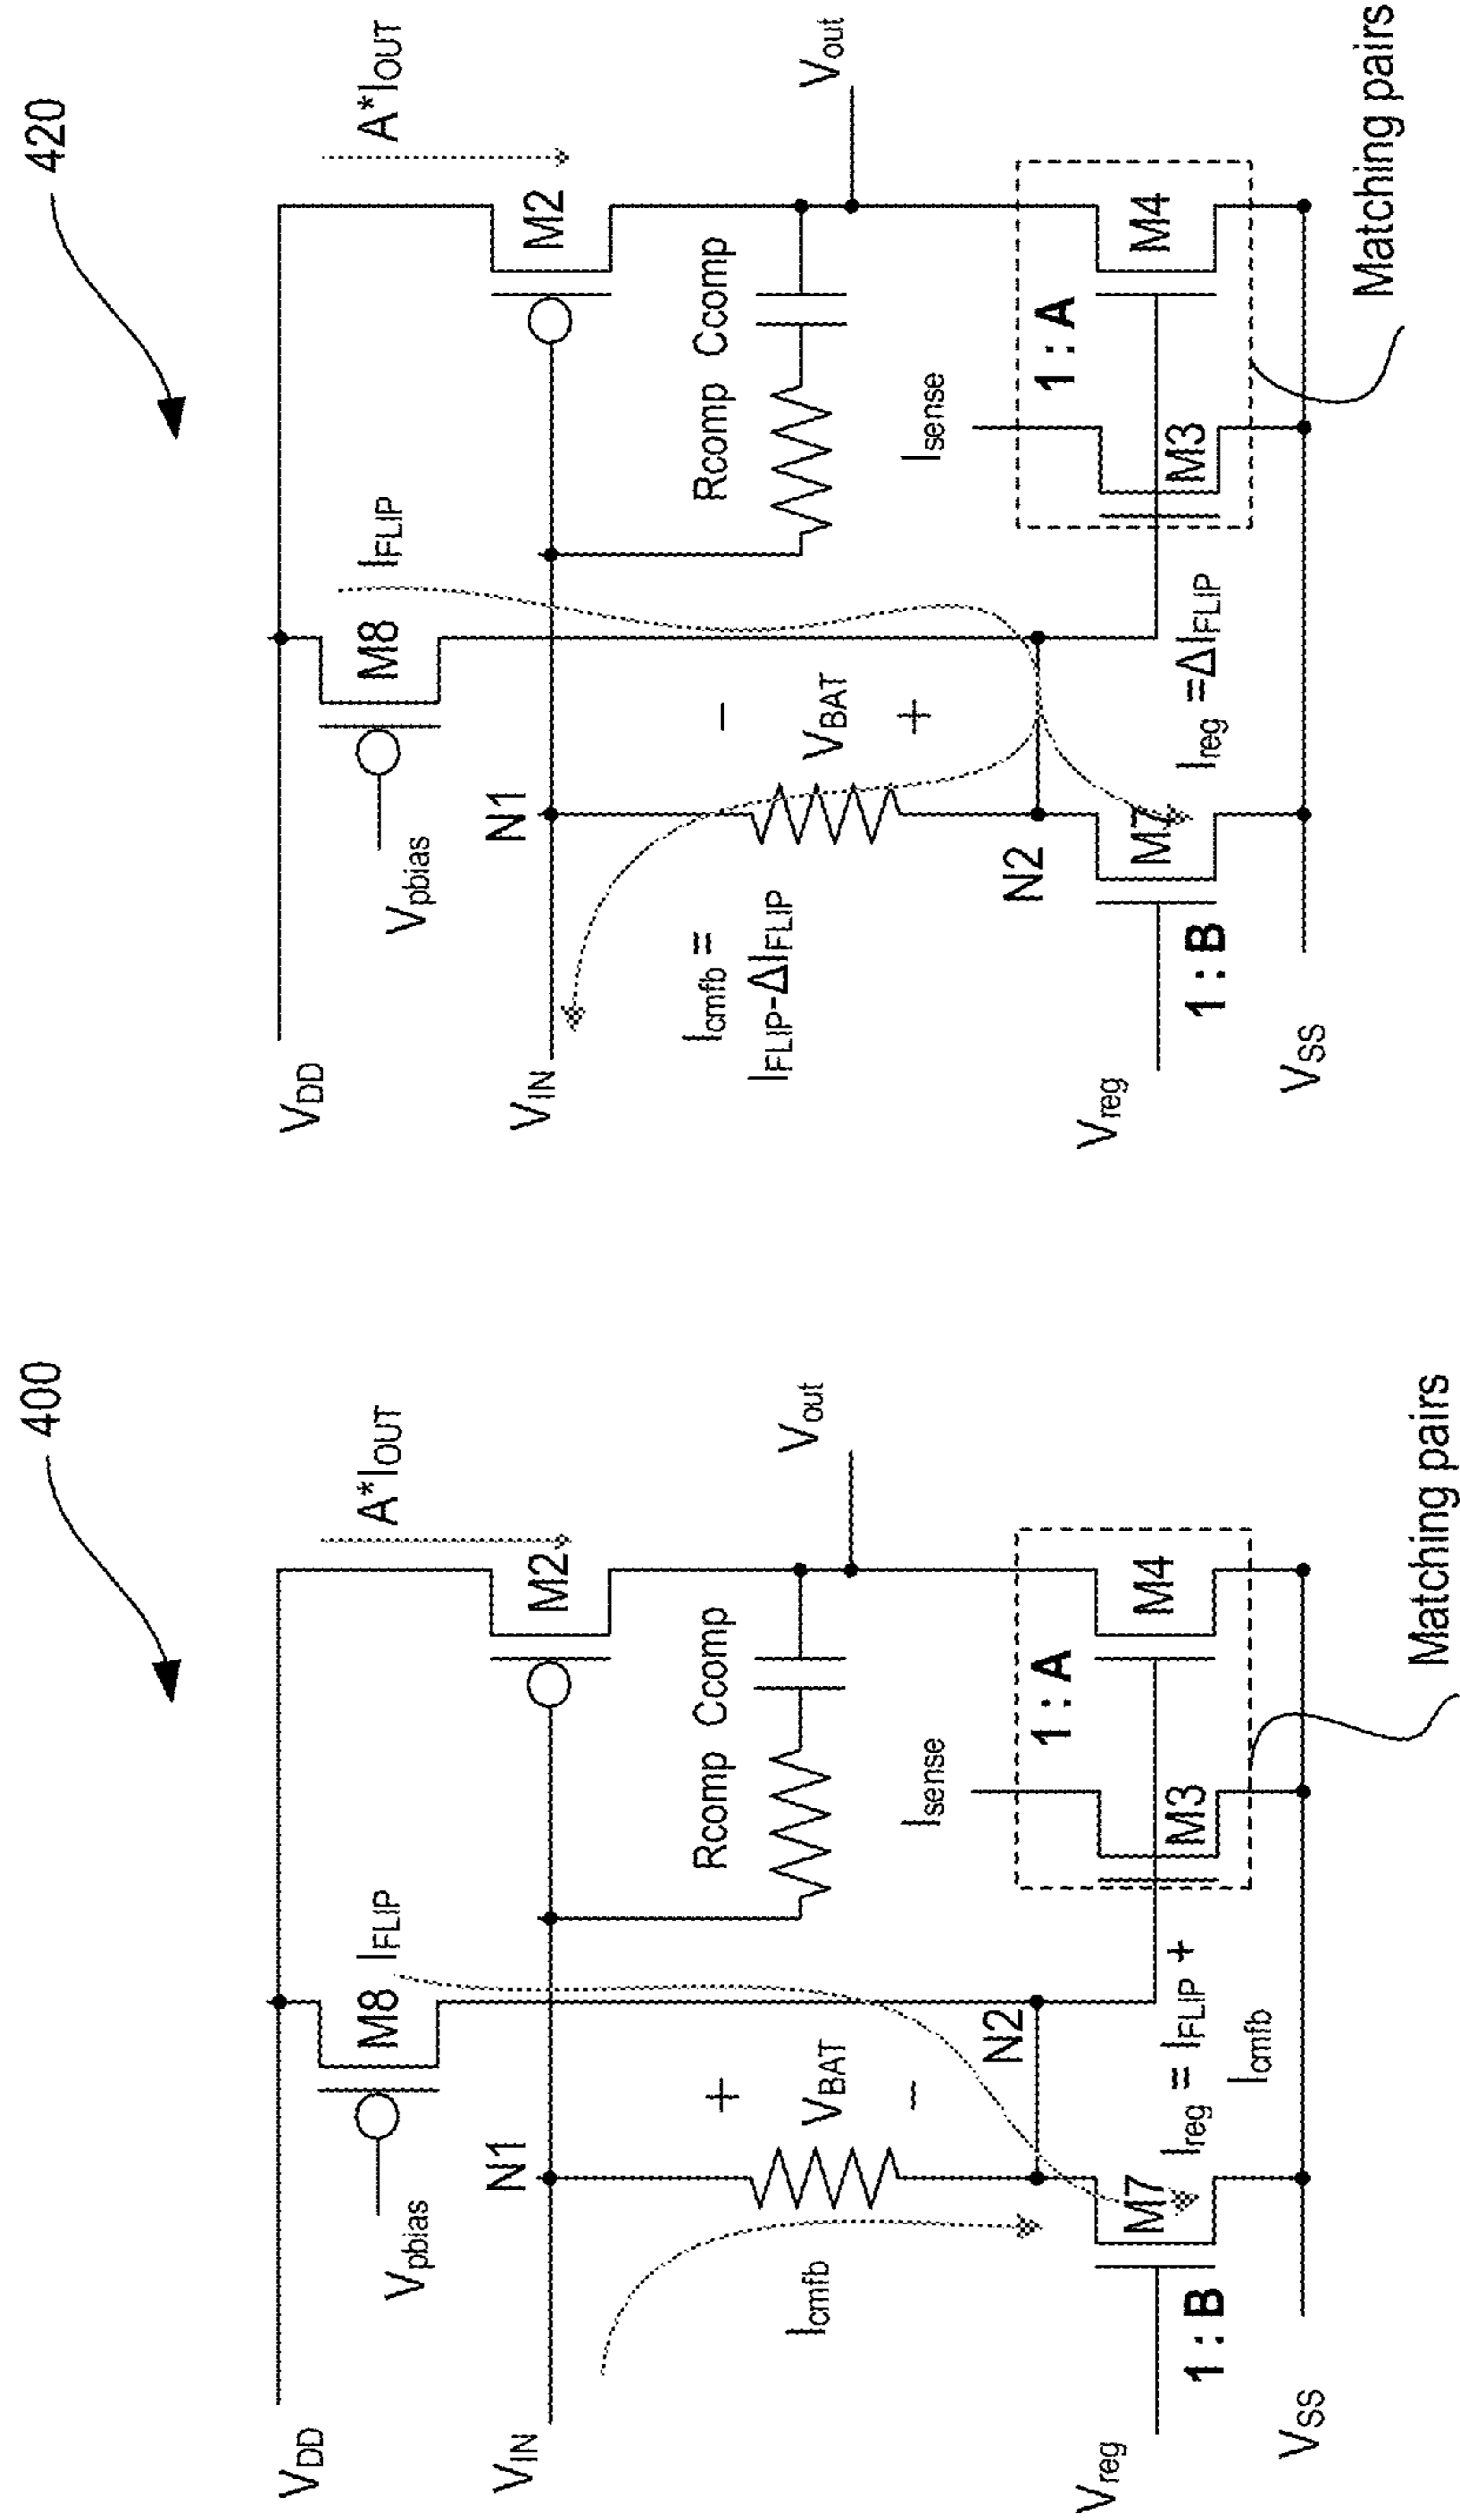 400
VDD
Vpbias
M8
IFLIP
A*IOUT
M2
VIN
N1
+
VBAT
-
Icmfb
N2
Rcomp Ccomp
Vout
Isense
1 : A
M3
M4
Vreg
1 : B
M7
Ireg = IFLIP +
Icmfb
VSS
Matching pairs
420
VDD
Vpbias
M8
IFLIP
A*IOUT
M2
VIN
N1
-
VBAT
+
Icmfb =
IFLIP-ΔIFLIP
N2
Rcomp Ccomp
Vout
Isense
1 : A
M3
M4
Vreg
1 : B
M7
Ireg =ΔIFLIP
VSS
Matching pairs